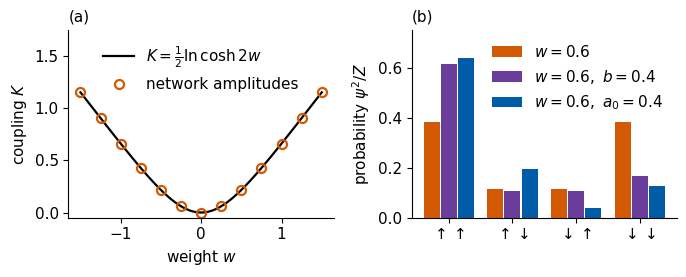 (a)
K = 1/2 ln cosh 2w
network amplitudes
coupling K
1.5
1.0
0.5
0.0
−1
0
1
weight w
(b)
w = 0.6
w = 0.6, b = 0.4
w = 0.6, a₀ = 0.4
probability ψ²/Z
0.6
0.4
0.2
0.0
↑↑
↑↓
↓↑
↓↓